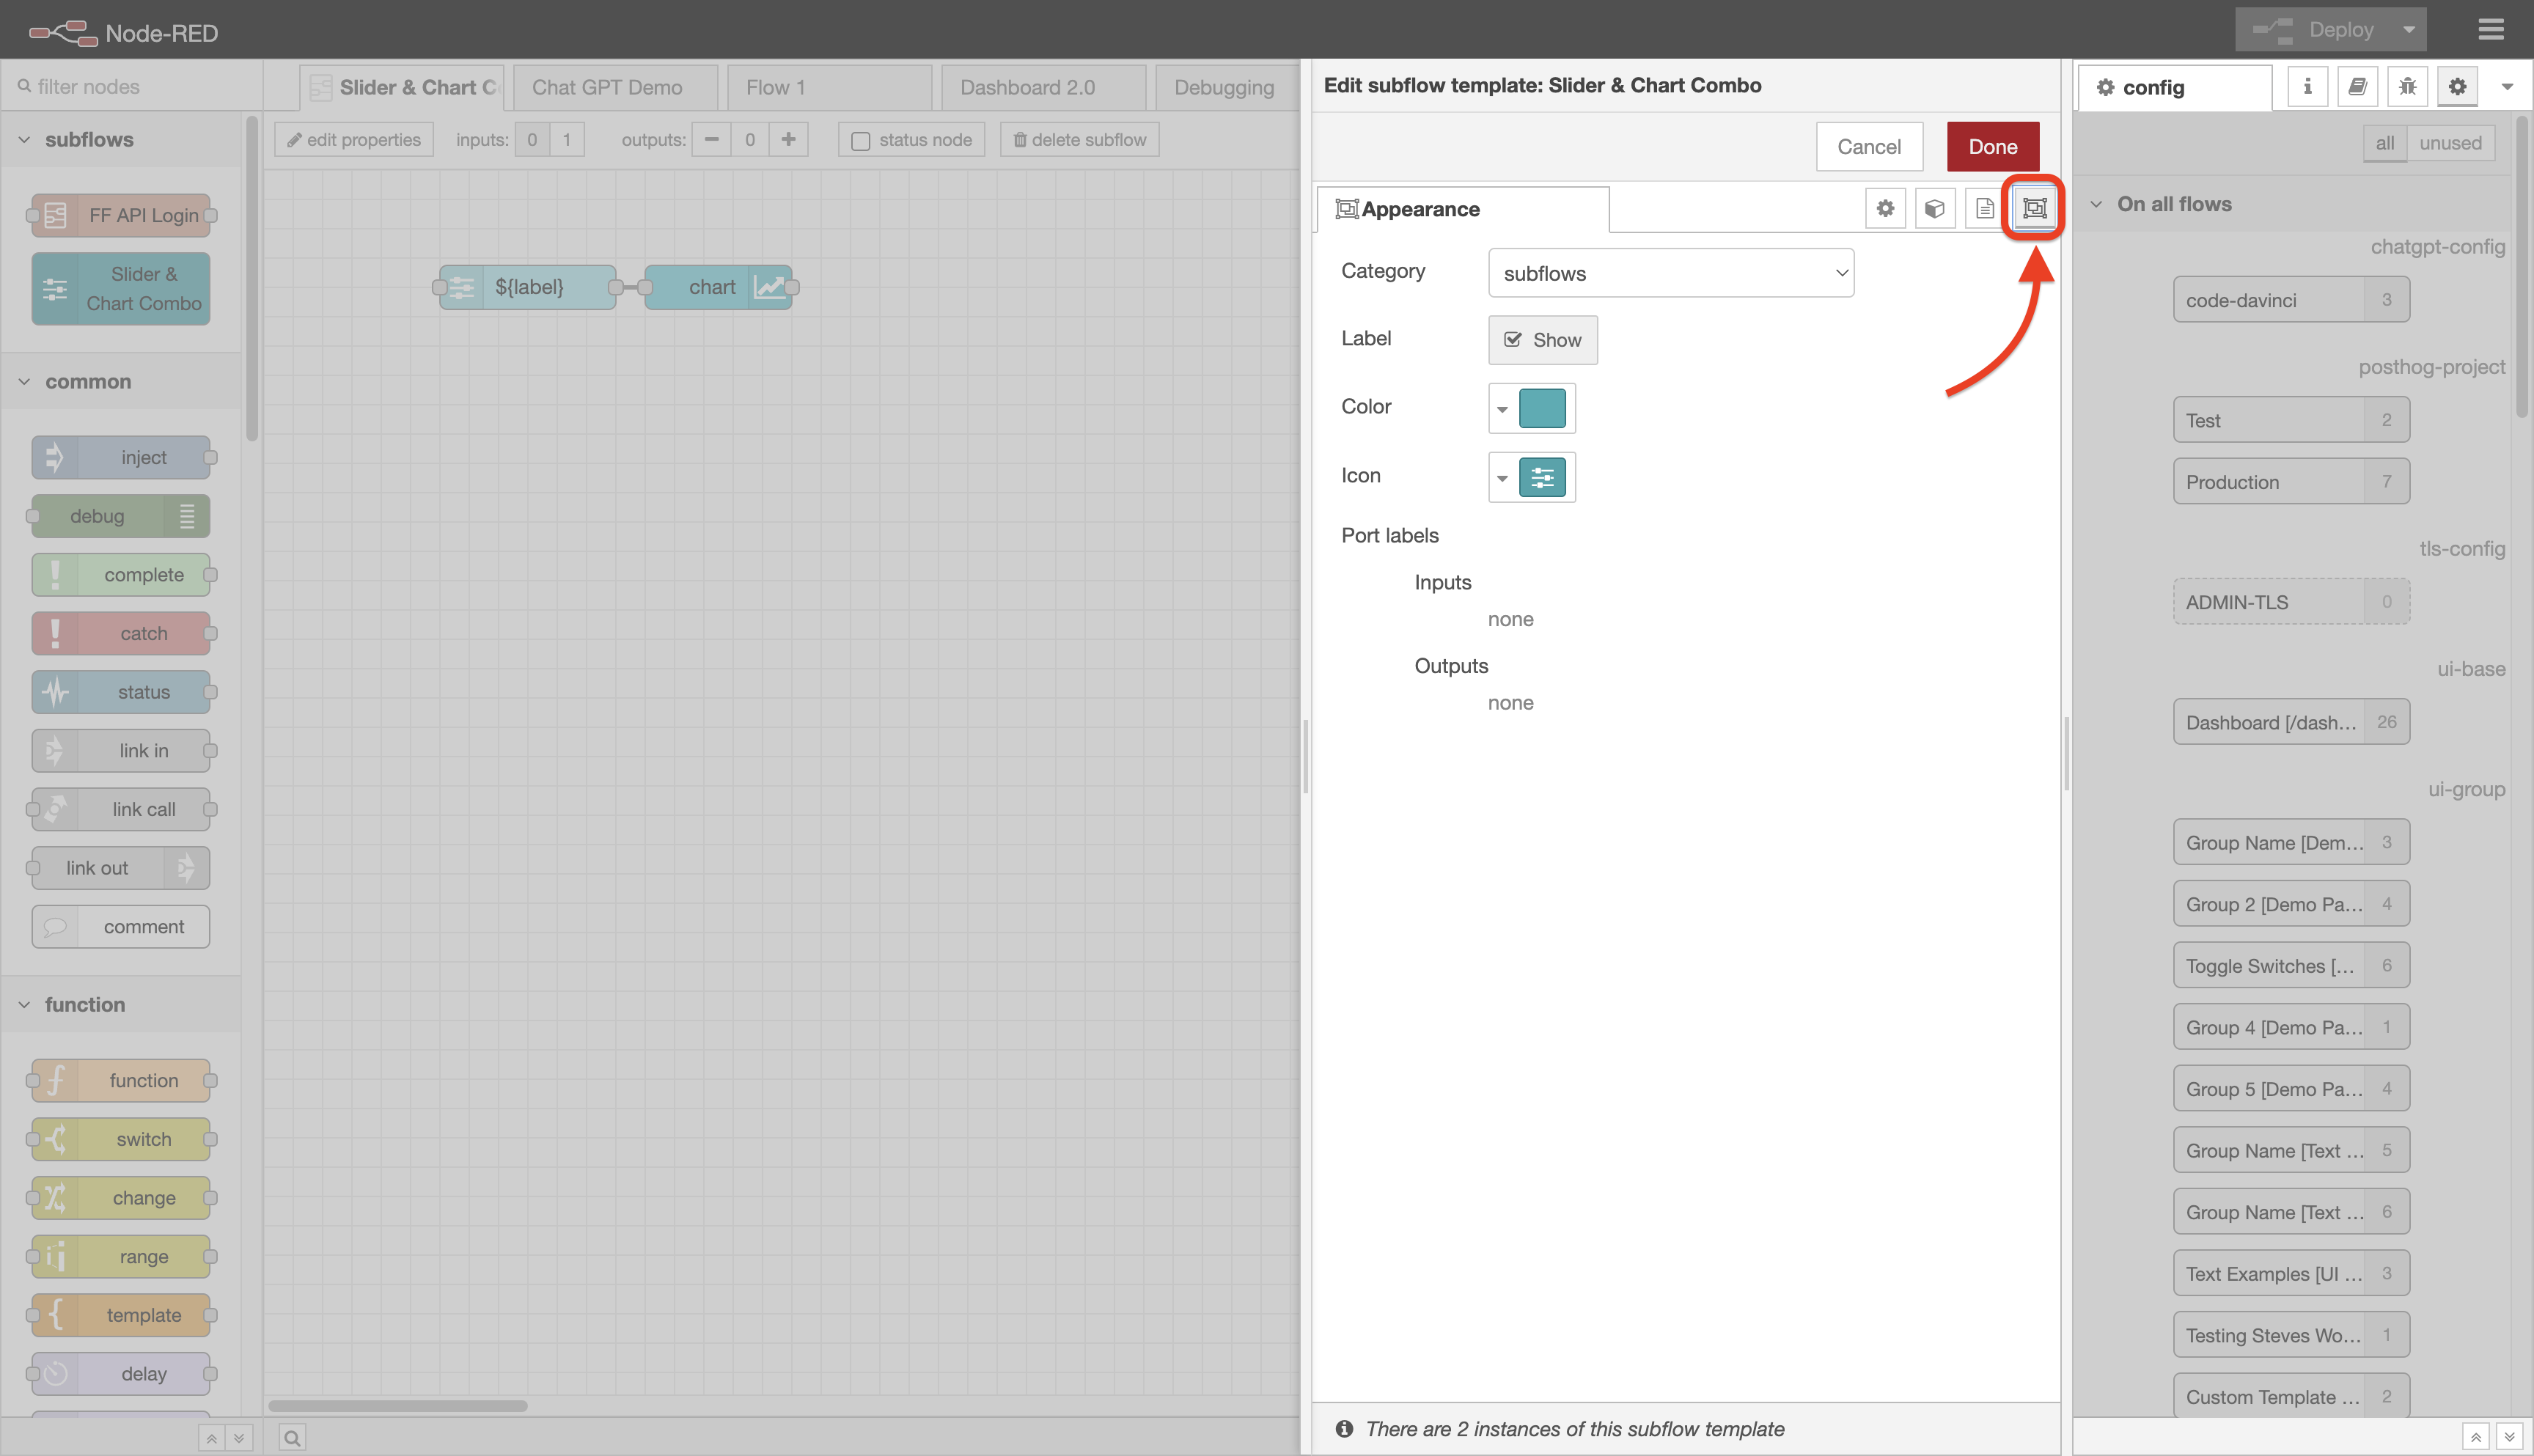 Node-RED
Deploy
filter nodes
Slider & Chart C
Chat GPT Demo
Flow 1
Dashboard 2.0
Debugging
edit properties
inputs: 0 1
outputs: 0
status node
delete subflow
subflows
FF API Login
Slider &
Chart Combo
common
inject
debug
complete
catch
status
link in
link call
link out
comment
function
function
switch
change
range
template
delay
${label}
chart
Edit subflow template: Slider & Chart Combo
Cancel
Done
Appearance
Category
subflows
Label
Show
Color
Icon
Port labels
Inputs
none
Outputs
none
There are 2 instances of this subflow template
config
all
unused
On all flows
chatgpt-config
code-davinci 3
posthog-project
Test 2
Production 7
tls-config
ADMIN-TLS 0
ui-base
Dashboard [/dash... 26
ui-group
Group Name [Dem... 3
Group 2 [Demo Pa... 4
Toggle Switches [... 6
Group 4 [Demo Pa... 1
Group 5 [Demo Pa... 4
Group Name [Text ... 5
Group Name [Text ... 6
Text Examples [UI ... 3
Testing Steves Wo... 1
Custom Template ... 2